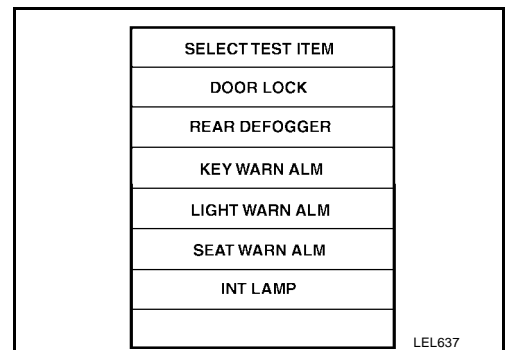 SELECT TEST ITEM
DOOR LOCK
REAR DEFOGGER
KEY WARN ALM
LIGHT WARN ALM
SEAT WARN ALM
INT LAMP
LEL637